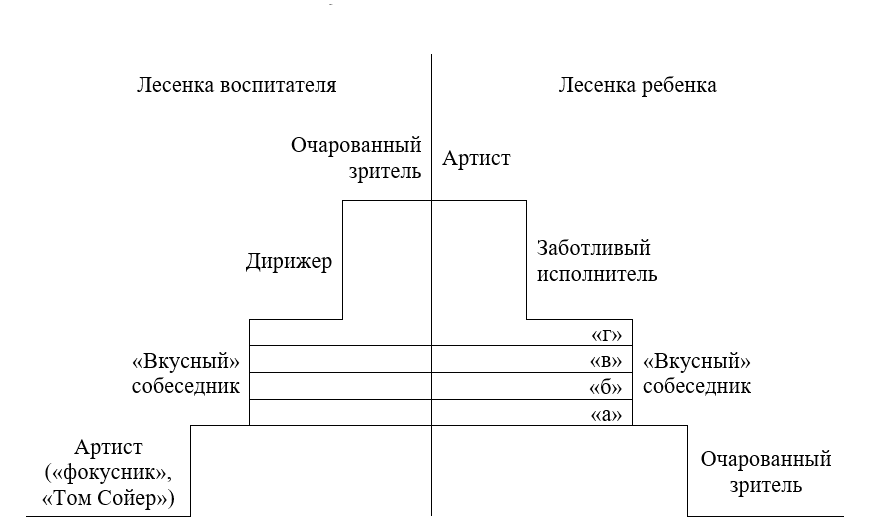 Лесенка воспитателя
Лесенка ребенка
Очарованный
зритель
Артист
Дирижер
Заботливый
исполнитель
«г»
«в»
«б»
«а»
«Вкусный»
собеседник
«Вкусный»
собеседник
Артист
(«фокусник»,
«Том Сойер»)
Очарованный
зритель